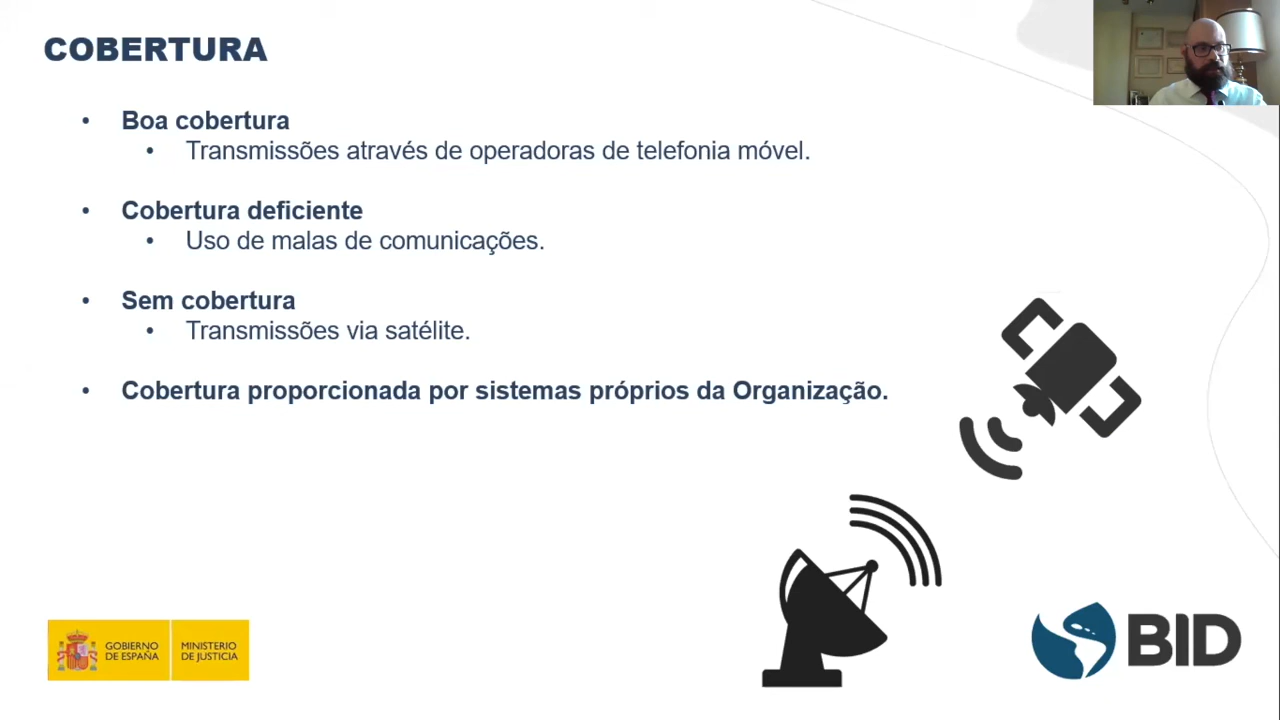 COBERTURA
• Boa cobertura
• Transmissões através de operadoras de telefonia móvel.
• Cobertura deficiente
• Uso de malas de comunicações.
• Sem cobertura
• Transmissões via satélite.
• Cobertura proporcionada por sistemas próprios da Organização.
GOBIERNO
DE ESPAÑA
MINISTERIO
DE JUSTICIA
BID